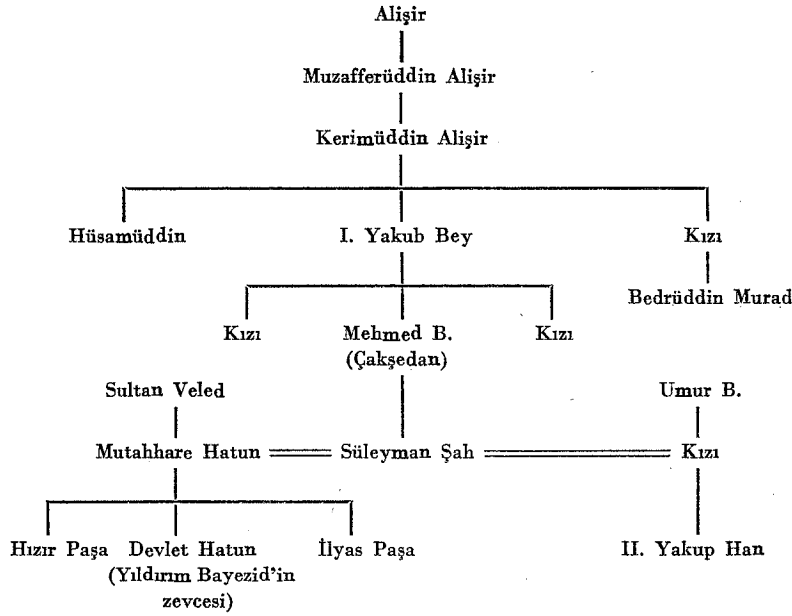 Alişir
Muzafferüddin Alişir
Kerimüddin Alişir
Hüsamüddin I. Yakub Bey Kızı
Bedrüddin Murad
Kızı Mehmed B. Kızı
(Çakşedan)
Sultan Veled Umur B.
Mutahhare Hatun Süleyman Şah Kızı
Hızır Paşa Devlet Hatun İlyas Paşa II. Yakup Han
(Yıldırım Bayezid'in
zevcesi)